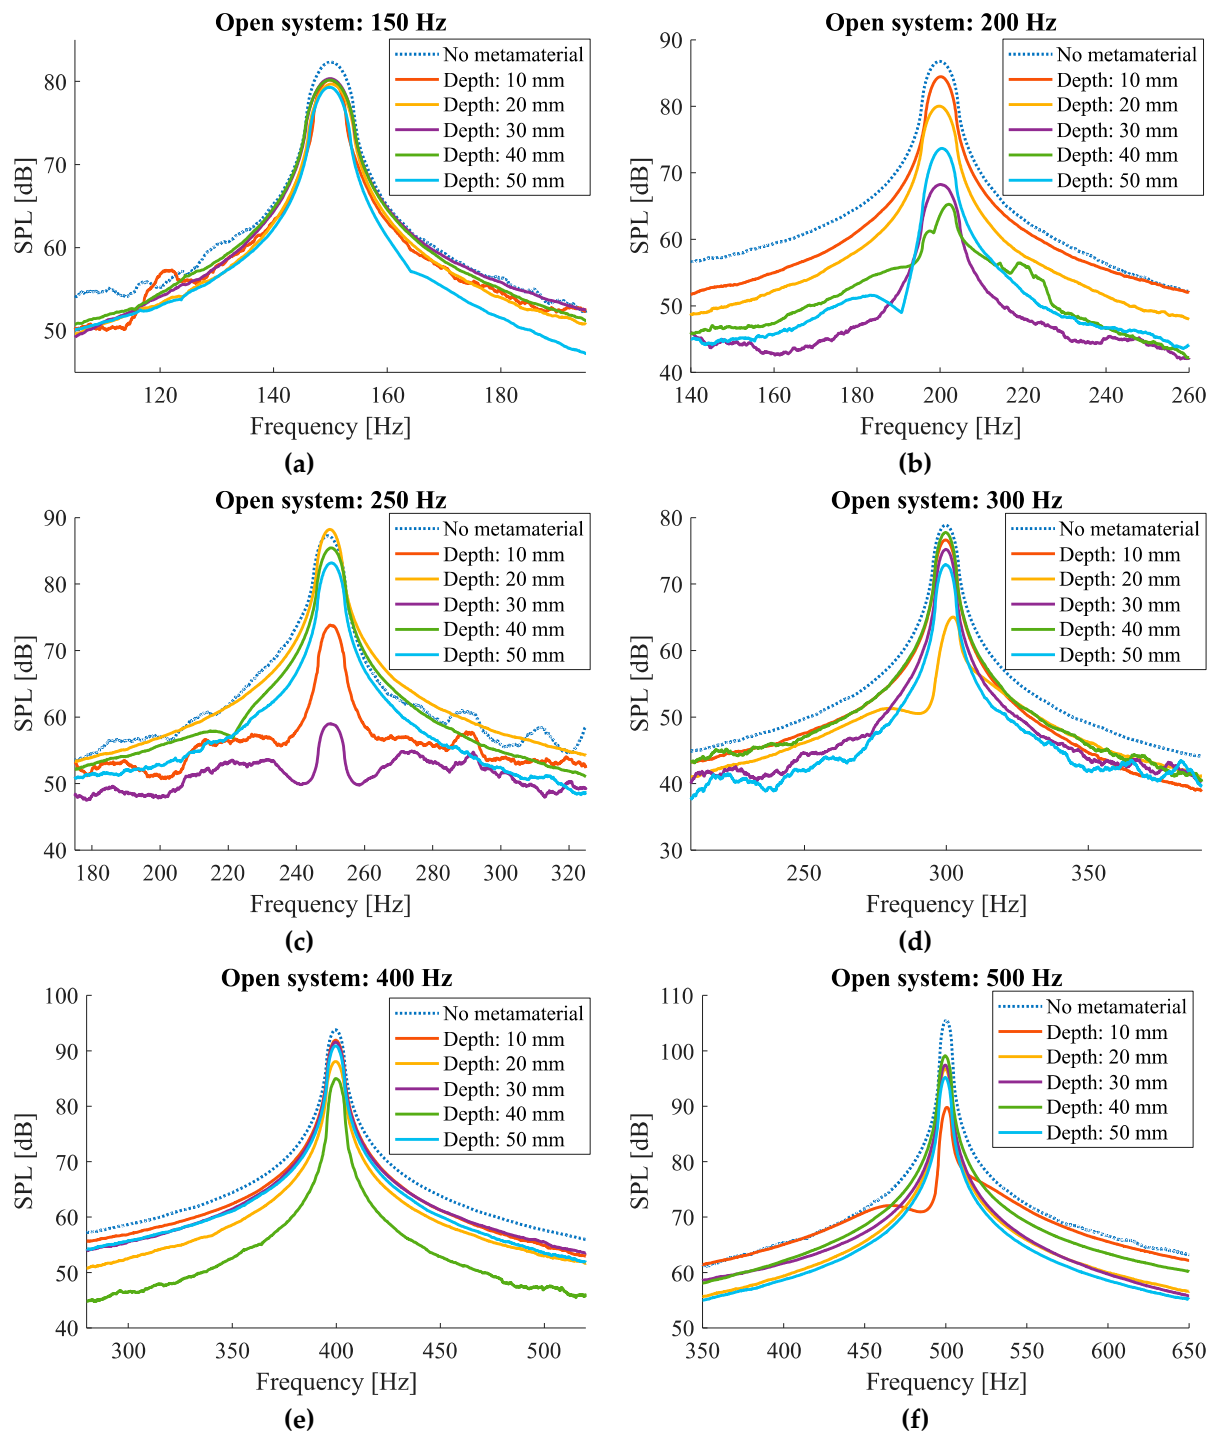 Open system: 150 Hz
No metamaterial
Depth: 10 mm
Depth: 20 mm
Depth: 30 mm
Depth: 40 mm
Depth: 50 mm
80
70
60
50
SPL [dB]
120 140 160 180
Frequency [Hz]
(a)
Open system: 200 Hz
No metamaterial
Depth: 10 mm
Depth: 20 mm
Depth: 30 mm
Depth: 40 mm
Depth: 50 mm
90
80
70
60
50
40
SPL [dB]
140 160 180 200 220 240 260
Frequency [Hz]
(b)
Open system: 250 Hz
No metamaterial
Depth: 10 mm
Depth: 20 mm
Depth: 30 mm
Depth: 40 mm
Depth: 50 mm
90
80
70
60
50
40
SPL [dB]
180 200 220 240 260 280 300 320
Frequency [Hz]
(c)
Open system: 300 Hz
No metamaterial
Depth: 10 mm
Depth: 20 mm
Depth: 30 mm
Depth: 40 mm
Depth: 50 mm
80
70
60
50
40
30
SPL [dB]
250 300 350
Frequency [Hz]
(d)
Open system: 400 Hz
No metamaterial
Depth: 10 mm
Depth: 20 mm
Depth: 30 mm
Depth: 40 mm
Depth: 50 mm
100
90
80
70
60
50
40
SPL [dB]
300 350 400 450 500
Frequency [Hz]
(e)
Open system: 500 Hz
No metamaterial
Depth: 10 mm
Depth: 20 mm
Depth: 30 mm
Depth: 40 mm
Depth: 50 mm
110
100
90
80
70
60
50
SPL [dB]
350 400 450 500 550 600 650
Frequency [Hz]
(f)